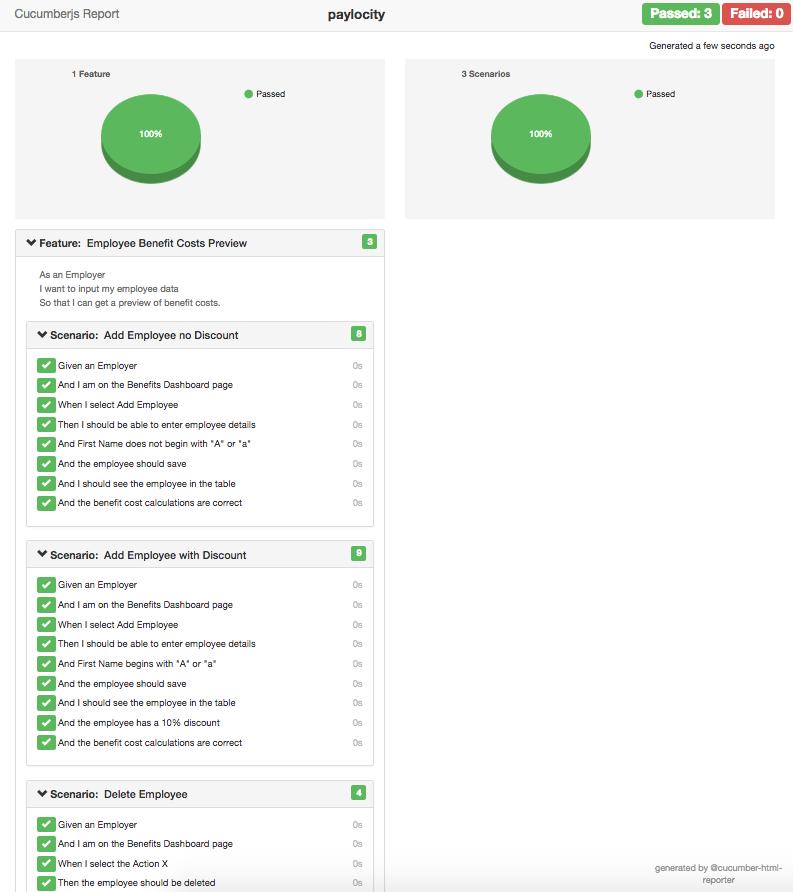 Cucumberjs Report
paylocity
Passed: 3 Failed: 0
Generated a few seconds ago
1 Feature
Passed
100%
3 Scenarios
Passed
100%
Feature: Employee Benefit Costs Preview 3
As an Employer
I want to input my employee data
So that I can get a preview of benefit costs.
Scenario: Add Employee no Discount 8
Given an Employer 0s
And I am on the Benefits Dashboard page 0s
When I select Add Employee 0s
Then I should be able to enter employee details 0s
And First Name does not begin with "A" or "a" 0s
And the employee should save 0s
And I should see the employee in the table 0s
And the benefit cost calculations are correct 0s
Scenario: Add Employee with Discount 9
Given an Employer 0s
And I am on the Benefits Dashboard page 0s
When I select Add Employee 0s
Then I should be able to enter employee details 0s
And First Name begins with "A" or "a" 0s
And the employee should save 0s
And I should see the employee in the table 0s
And the employee has a 10% discount 0s
And the benefit cost calculations are correct 0s
Scenario: Delete Employee 4
Given an Employer 0s
And I am on the Benefits Dashboard page 0s
When I select the Action X 0s
Then the employee should be deleted 0s
generated by @cucumber-html-
reporter